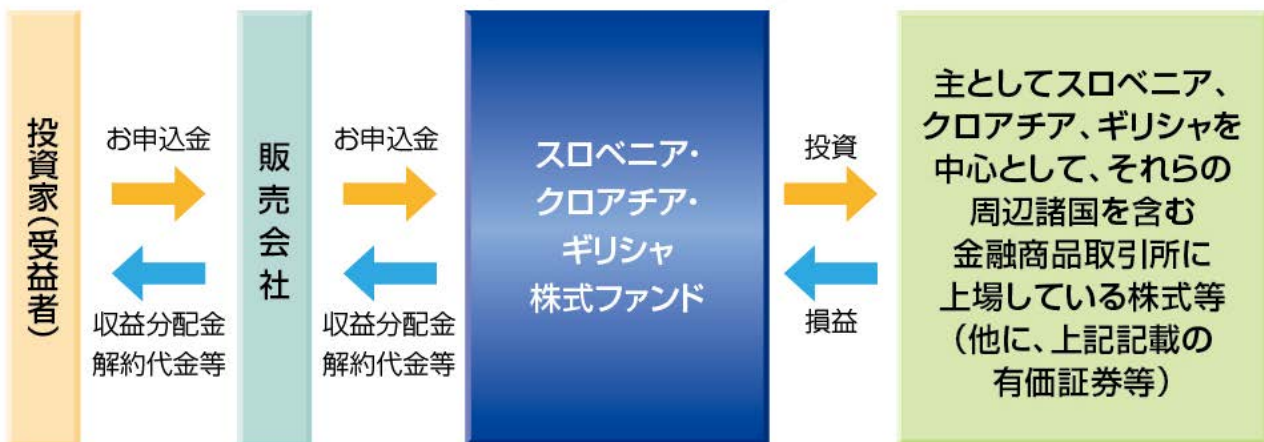 投資家(受益者)
お申込金
収益分配金
解約代金等
販売会社
お申込金
収益分配金
解約代金等
スロベニア・
クロアチア・
ギリシャ
株式ファンド
投資
損益
主としてスロベニア、
クロアチア、ギリシャを
中心として、それらの
周辺諸国を含む
金融商品取引所に
上場している株式等
(他に、上記記載の
有価証券等)